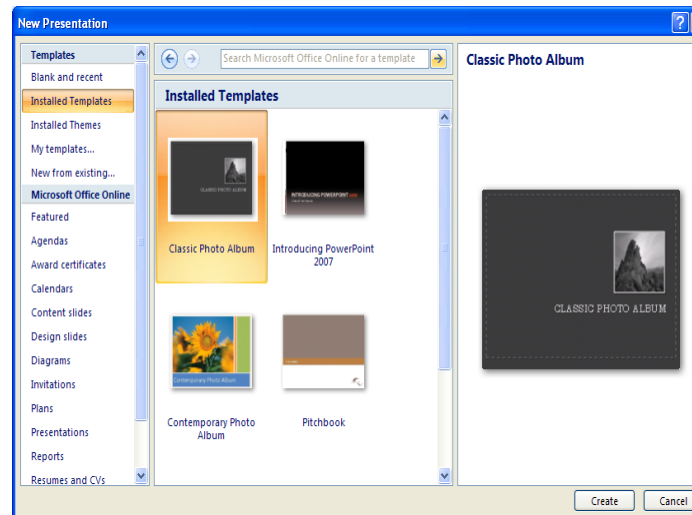 New Presentation
?
Templates
Blank and recent
Installed Templates
Installed Themes
My templates...
New from existing...
Microsoft Office Online
Featured
Agendas
Award certificates
Calendars
Content slides
Design slides
Diagrams
Invitations
Plans
Presentations
Reports
Resumes and CVs
Search Microsoft Office Online for a template
Installed Templates
CLASSIC PHOTO ALBUM
Classic Photo Album
INTRODUCING POWERPOINT 2007
Introducing PowerPoint
2007
Contemporary Photo Album
Contemporary Photo
Album
Pitchbook
Classic Photo Album
CLASSIC PHOTO ALBUM
Create
Cancel